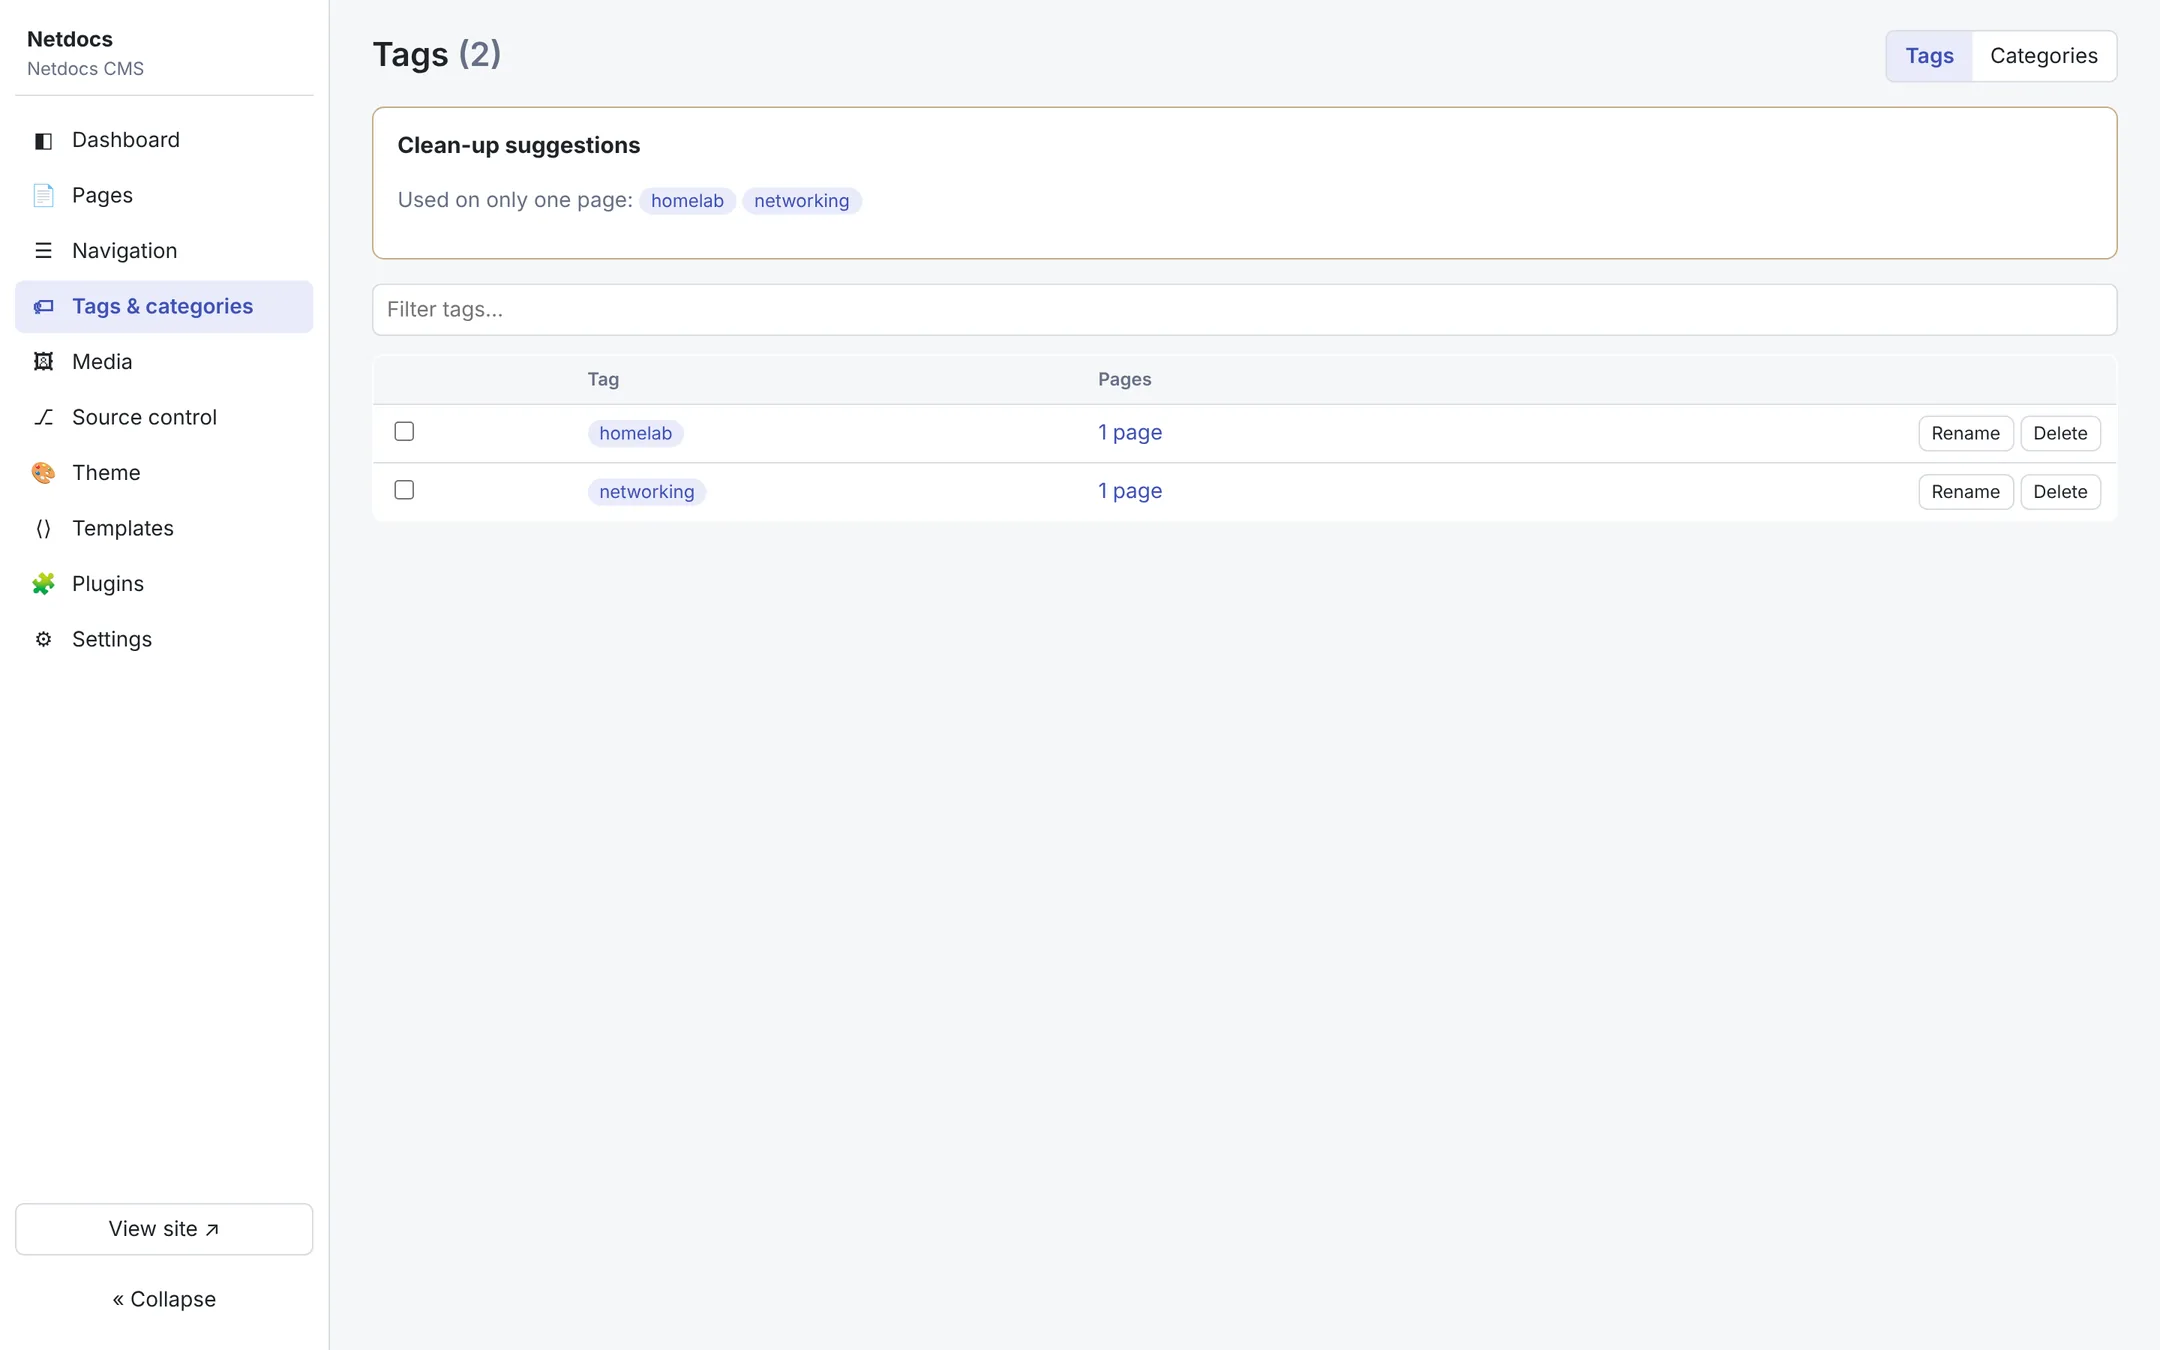 Netdocs
Netdocs CMS
Dashboard
Pages
Navigation
Tags & categories
Media
Source control
Theme
Templates
Plugins
Settings
View site ↗
« Collapse
Tags (2)
Tags Categories
Clean-up suggestions
Used on only one page: homelab networking
Filter tags...
Tag Pages
homelab 1 page Rename Delete
networking 1 page Rename Delete